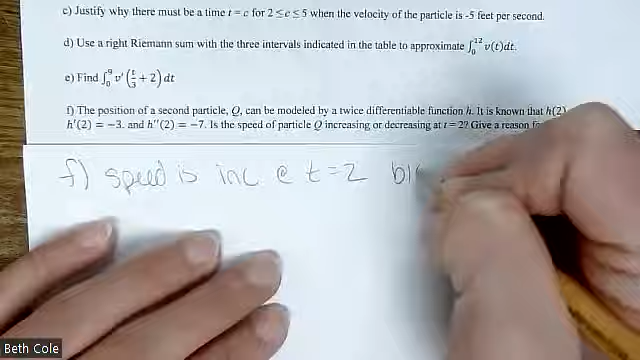 c) Justify why there must be a time t = c for 2 ≤ c ≤ 5 when the velocity of the particle is -5 feet per second.
d) Use a right Riemann sum with the three intervals indicated in the table to approximate ∫₀¹² v(t)dt.
e) Find ∫₀⁹ v′(t/3 + 2) dt
f) The position of a second particle, Q, can be modeled by a twice differentiable function h. It is known that h(2)
h′(2) = −3. and h″(2) = −7. Is the speed of particle Q increasing or decreasing at t = 2? Give a reason
f) speed is inc @ t = 2
Beth Cole